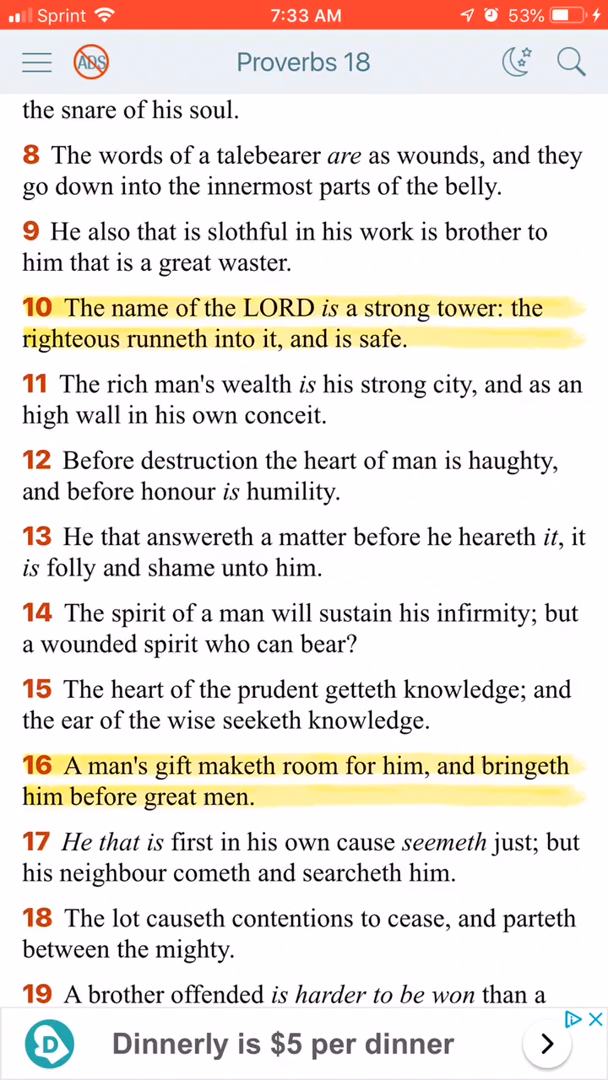 Sprint 7:33 AM 53%
ADS Proverbs 18
the snare of his soul.
8 The words of a talebearer are as wounds, and they
go down into the innermost parts of the belly.
9 He also that is slothful in his work is brother to
him that is a great waster.
10 The name of the LORD is a strong tower: the
righteous runneth into it, and is safe.
11 The rich man's wealth is his strong city, and as an
high wall in his own conceit.
12 Before destruction the heart of man is haughty,
and before honour is humility.
13 He that answereth a matter before he heareth it, it
is folly and shame unto him.
14 The spirit of a man will sustain his infirmity; but
a wounded spirit who can bear?
15 The heart of the prudent getteth knowledge; and
the ear of the wise seeketh knowledge.
16 A man's gift maketh room for him, and bringeth
him before great men.
17 He that is first in his own cause seemeth just; but
his neighbour cometh and searcheth him.
18 The lot causeth contentions to cease, and parteth
between the mighty.
19 A brother offended is harder to be won than a
D Dinnerly is $5 per dinner